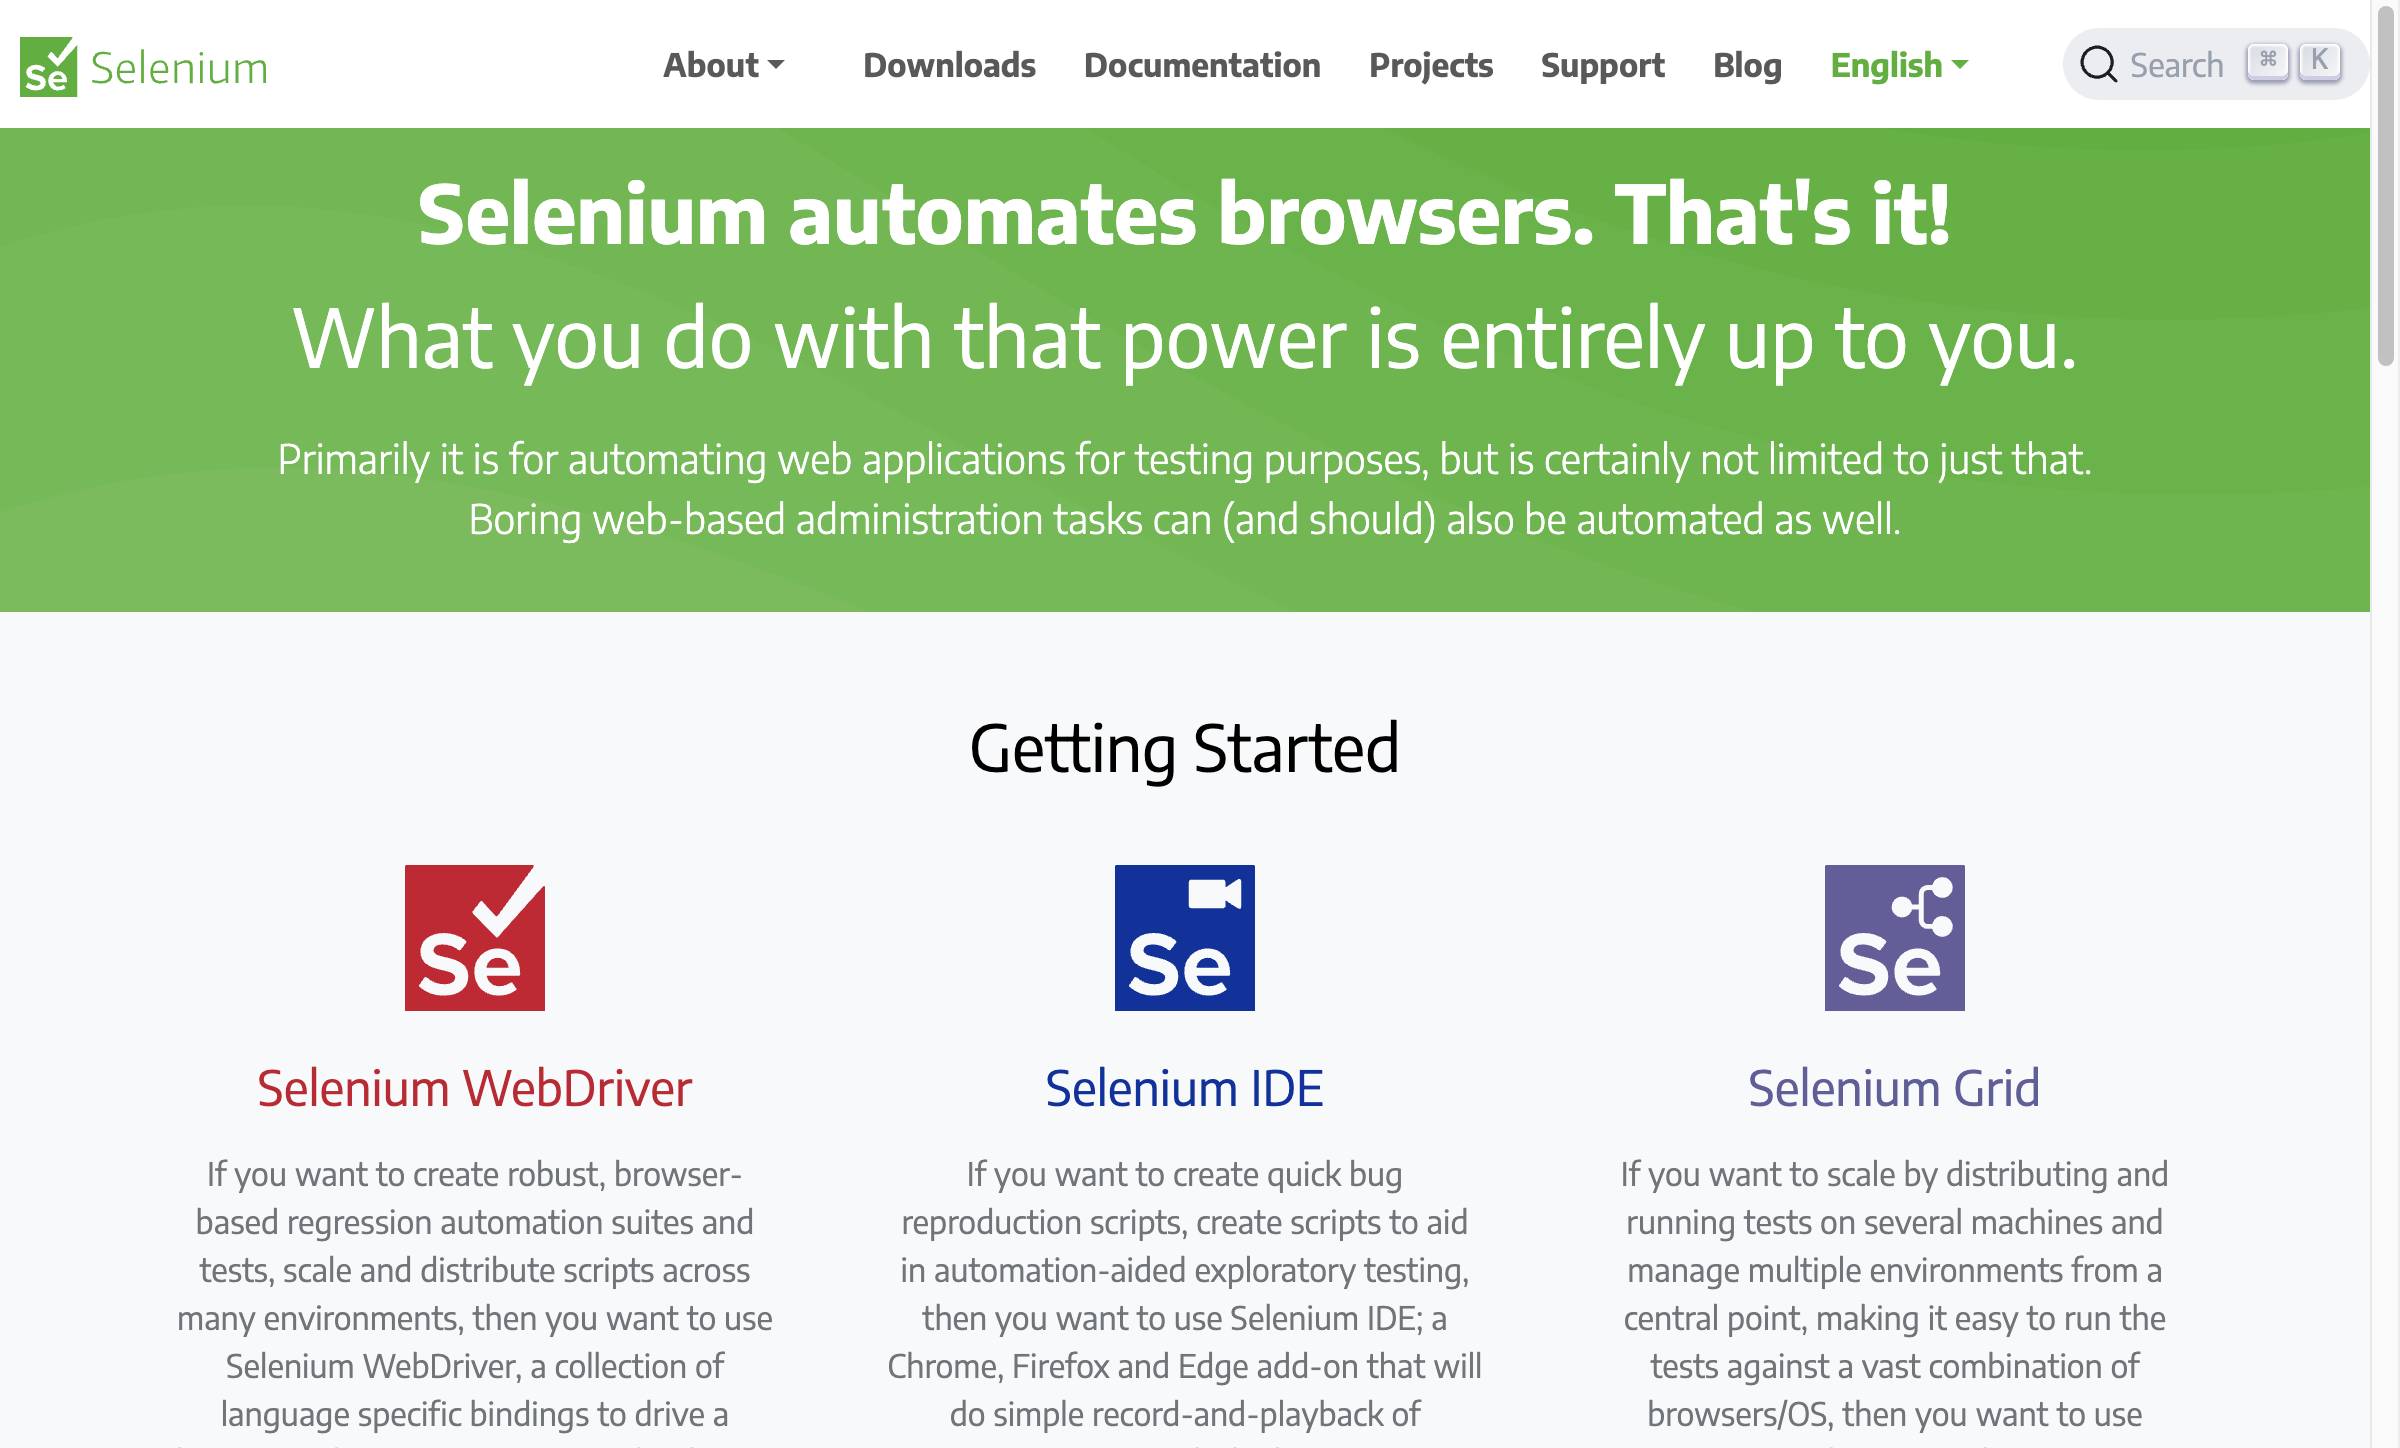 Se Selenium
About Downloads Documentation Projects Support Blog English Search ⌘ K
Selenium automates browsers. That's it!
What you do with that power is entirely up to you.
Primarily it is for automating web applications for testing purposes, but is certainly not limited to just that.
Boring web-based administration tasks can (and should) also be automated as well.
Getting Started
Se
Selenium WebDriver
If you want to create robust, browser-
based regression automation suites and
tests, scale and distribute scripts across
many environments, then you want to use
Selenium WebDriver, a collection of
language specific bindings to drive a
Se
Selenium IDE
If you want to create quick bug
reproduction scripts, create scripts to aid
in automation-aided exploratory testing,
then you want to use Selenium IDE; a
Chrome, Firefox and Edge add-on that will
do simple record-and-playback of
Se
Selenium Grid
If you want to scale by distributing and
running tests on several machines and
manage multiple environments from a
central point, making it easy to run the
tests against a vast combination of
browsers/OS, then you want to use